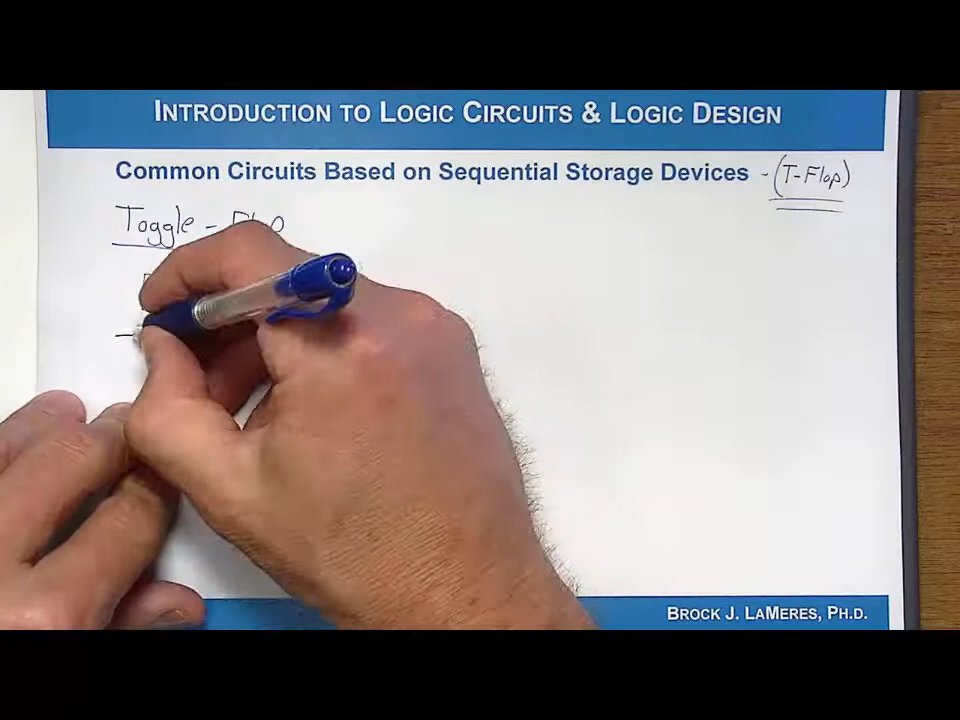 INTRODUCTION TO LOGIC CIRCUITS & LOGIC DESIGN
Common Circuits Based on Sequential Storage Devices - (T-Flop)
Toggle -
BROCK J. LAMERES, PH.D.